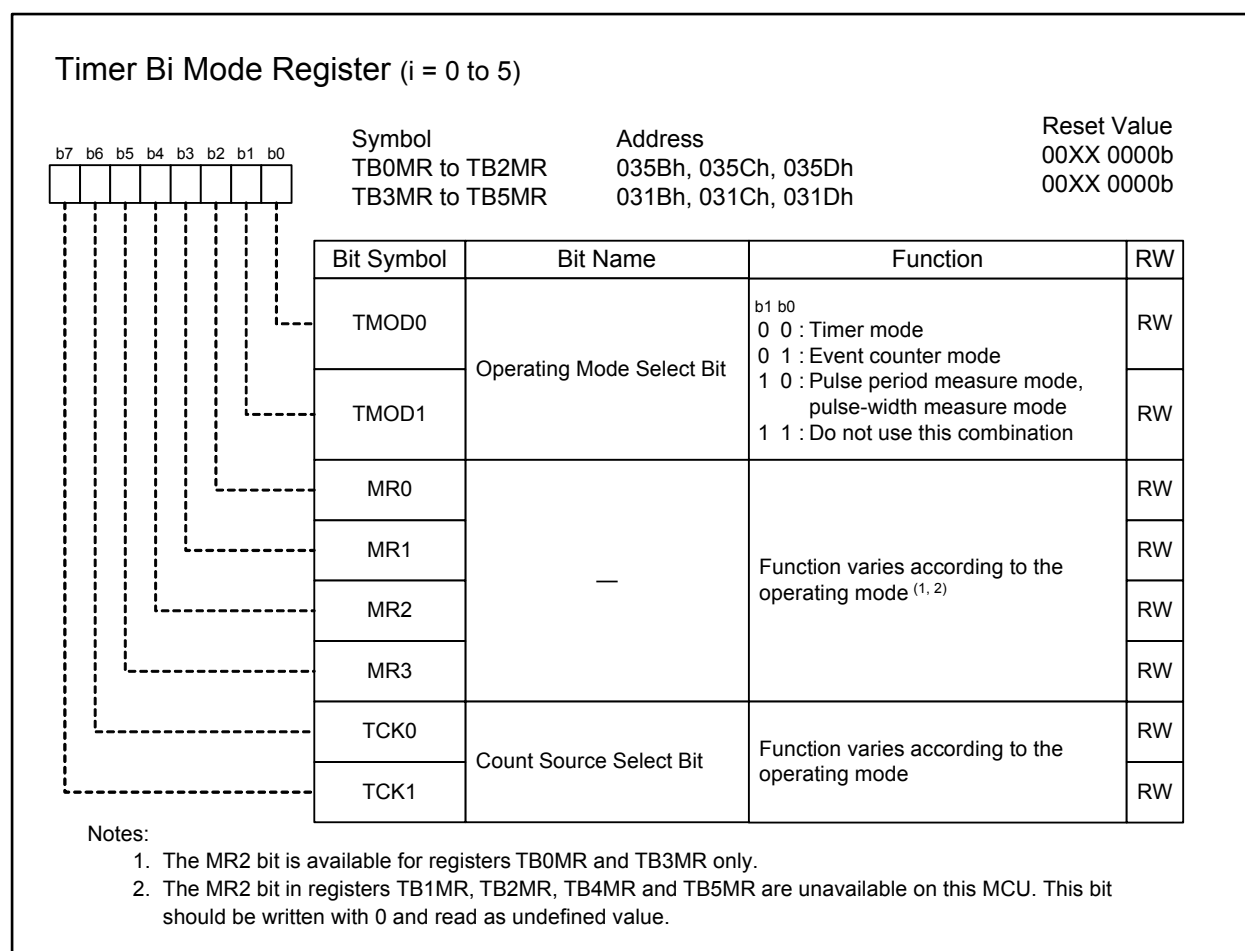 Timer Bi Mode Register (i = 0 to 5)
b7 b6 b5 b4 b3 b2 b1 b0
Symbol Address Reset Value
TB0MR to TB2MR 035Bh, 035Ch, 035Dh 00XX 0000b
TB3MR to TB5MR 031Bh, 031Ch, 031Dh 00XX 0000b
Bit Symbol Bit Name Function RW
TMOD0 RW
TMOD1 RW
Operating Mode Select Bit
b1 b0
0 0 : Timer mode
0 1 : Event counter mode
1 0 : Pulse period measure mode,
pulse-width measure mode
1 1 : Do not use this combination
MR0 RW
MR1 RW
MR2 RW
MR3 RW
—
Function varies according to the
operating mode (1, 2)
TCK0 RW
TCK1 RW
Count Source Select Bit
Function varies according to the
operating mode
Notes:
1. The MR2 bit is available for registers TB0MR and TB3MR only.
2. The MR2 bit in registers TB1MR, TB2MR, TB4MR and TB5MR are unavailable on this MCU. This bit
should be written with 0 and read as undefined value.